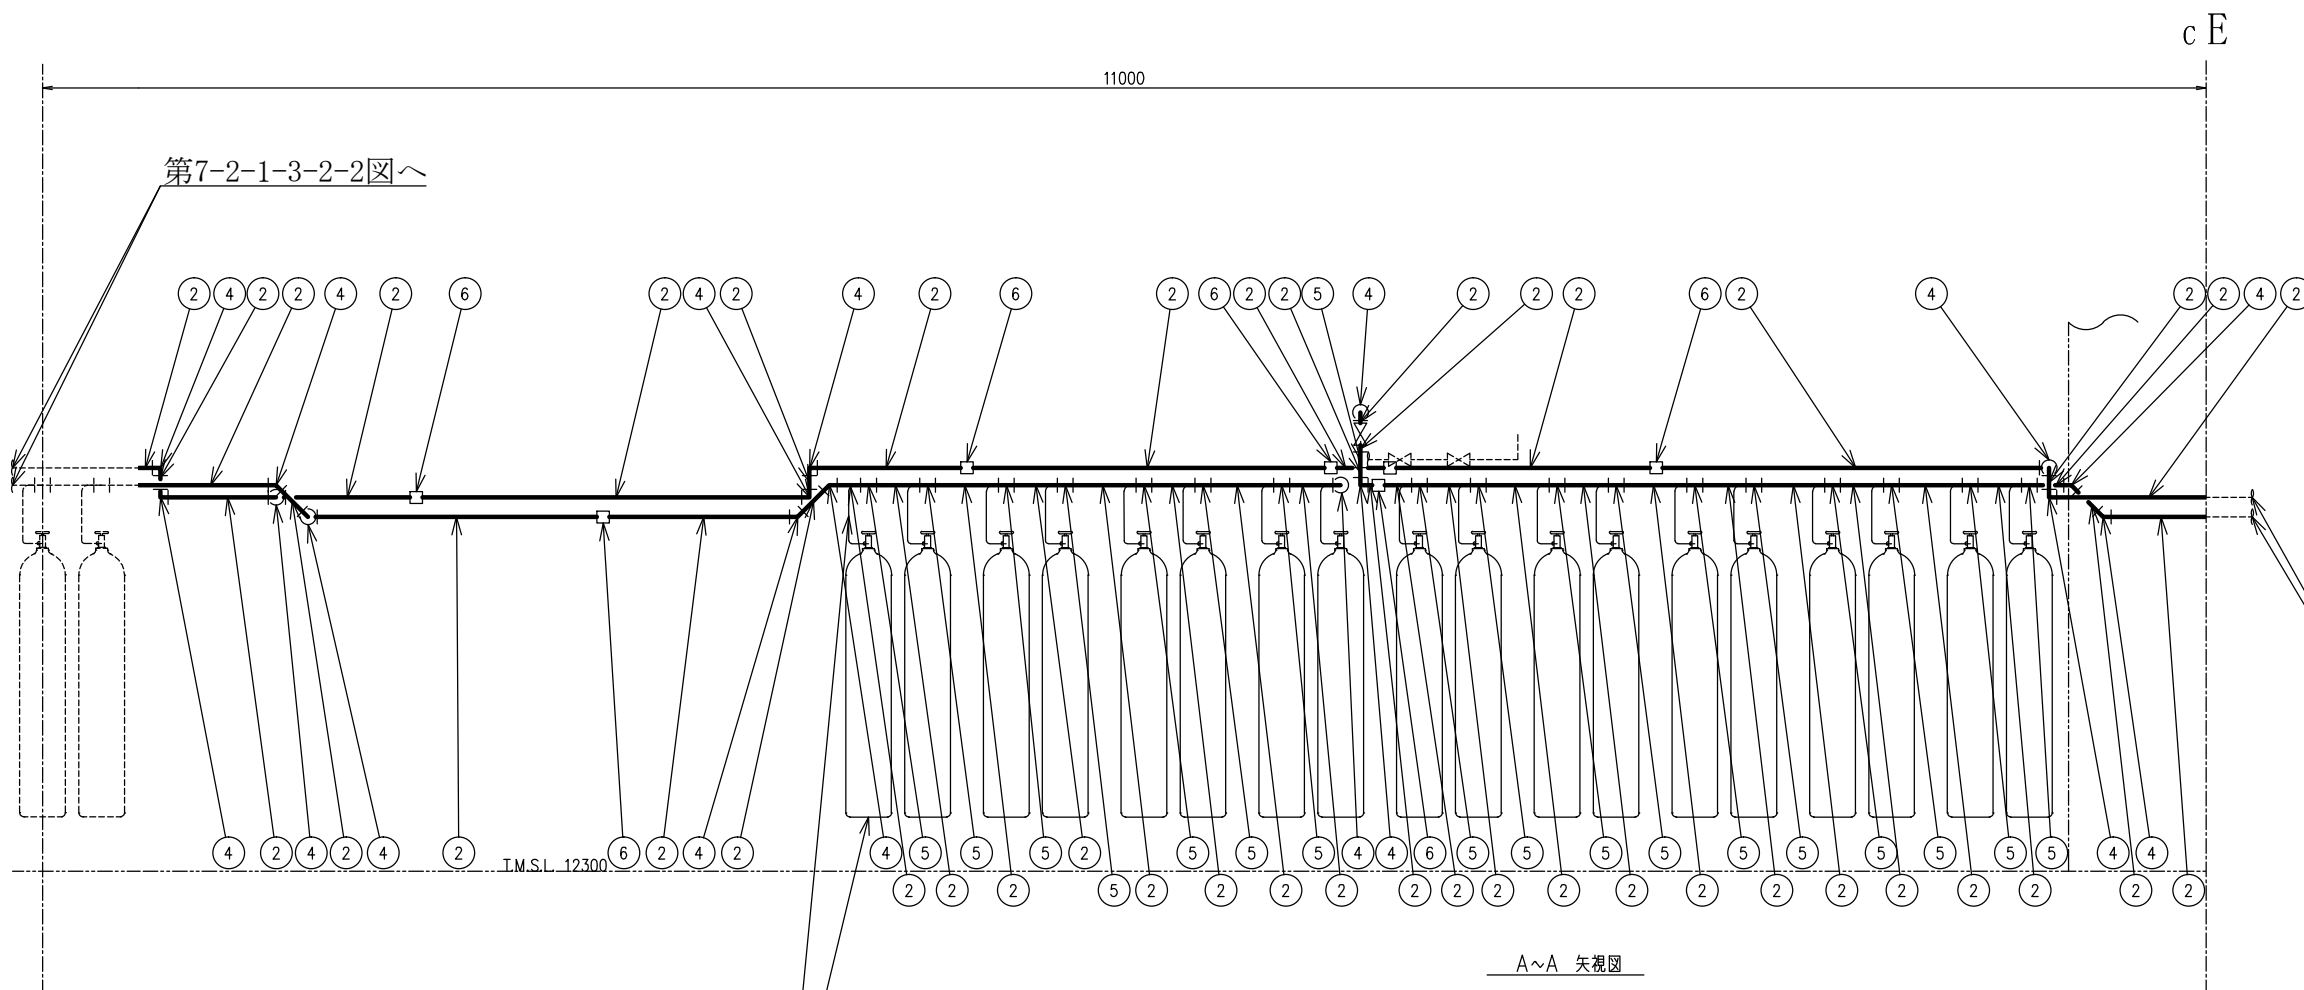 c E
11000
第7-2-1-3-2-2図へ
2 4 2 2 4 2 6 2 4 2 4 2 6 2 6 2 2 5 4 2 2 2 6 2 4 2 2 4 2
4 2 4 2 4 2 6 2 4 2 4 5 5 5 2 5 5 5 4 4 6 5 5 5 5 5 5 5 5 5 5 4 4
T.M.S.L. 12300
2 2 2 5 2 2 2 2 2 2 2 2 2 2 2 2 2 2 2 2 2
A~A 矢視図